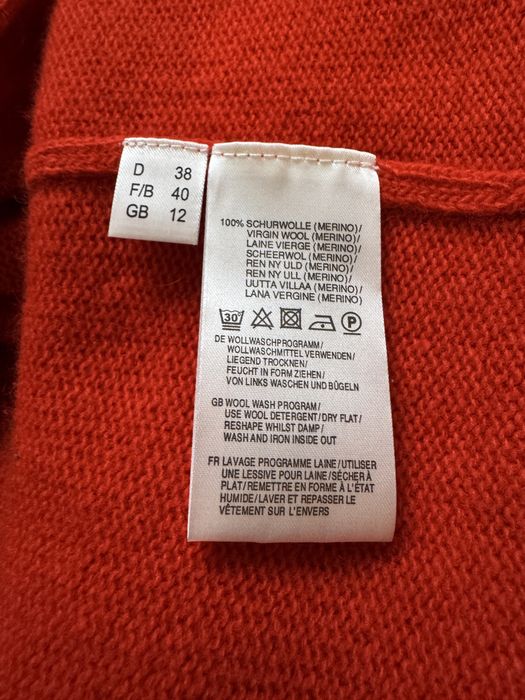 D 38
F/B 40
GB 12
100% SCHURWOLLE (MERINO)/
VIRGIN WOOL (MERINO)/
LAINE VIERGE (MERINO)/
SCHEERWOL (MERINO)/
REN NY ULD (MERINO)/
REN NY ULL (MERINO)/
UUTTA VILLAA (MERINO)/
LANA VERGINE (MERINO)
30 P
DE WOLLWASCHPROGRAMM/
WOLLWASCHMITTEL VERWENDEN/
LIEGEND TROCKNEN/
FEUCHT IN FORM ZIEHEN/
VON LINKS WASCHEN UND BÜGELN
GB WOOL WASH PROGRAM/
USE WOOL DETERGENT/DRY FLAT/
RESHAPE WHILST DAMP/
WASH AND IRON INSIDE OUT
FR LAVAGE PROGRAMME LAINE/UTILISER
UNE LESSIVE POUR LAINE/SÉCHER À
PLAT/REMETTRE EN FORME À L'ÉTAT
HUMIDE/LAVER ET REPASSER LE
VÊTEMENT SUR L'ENVERS